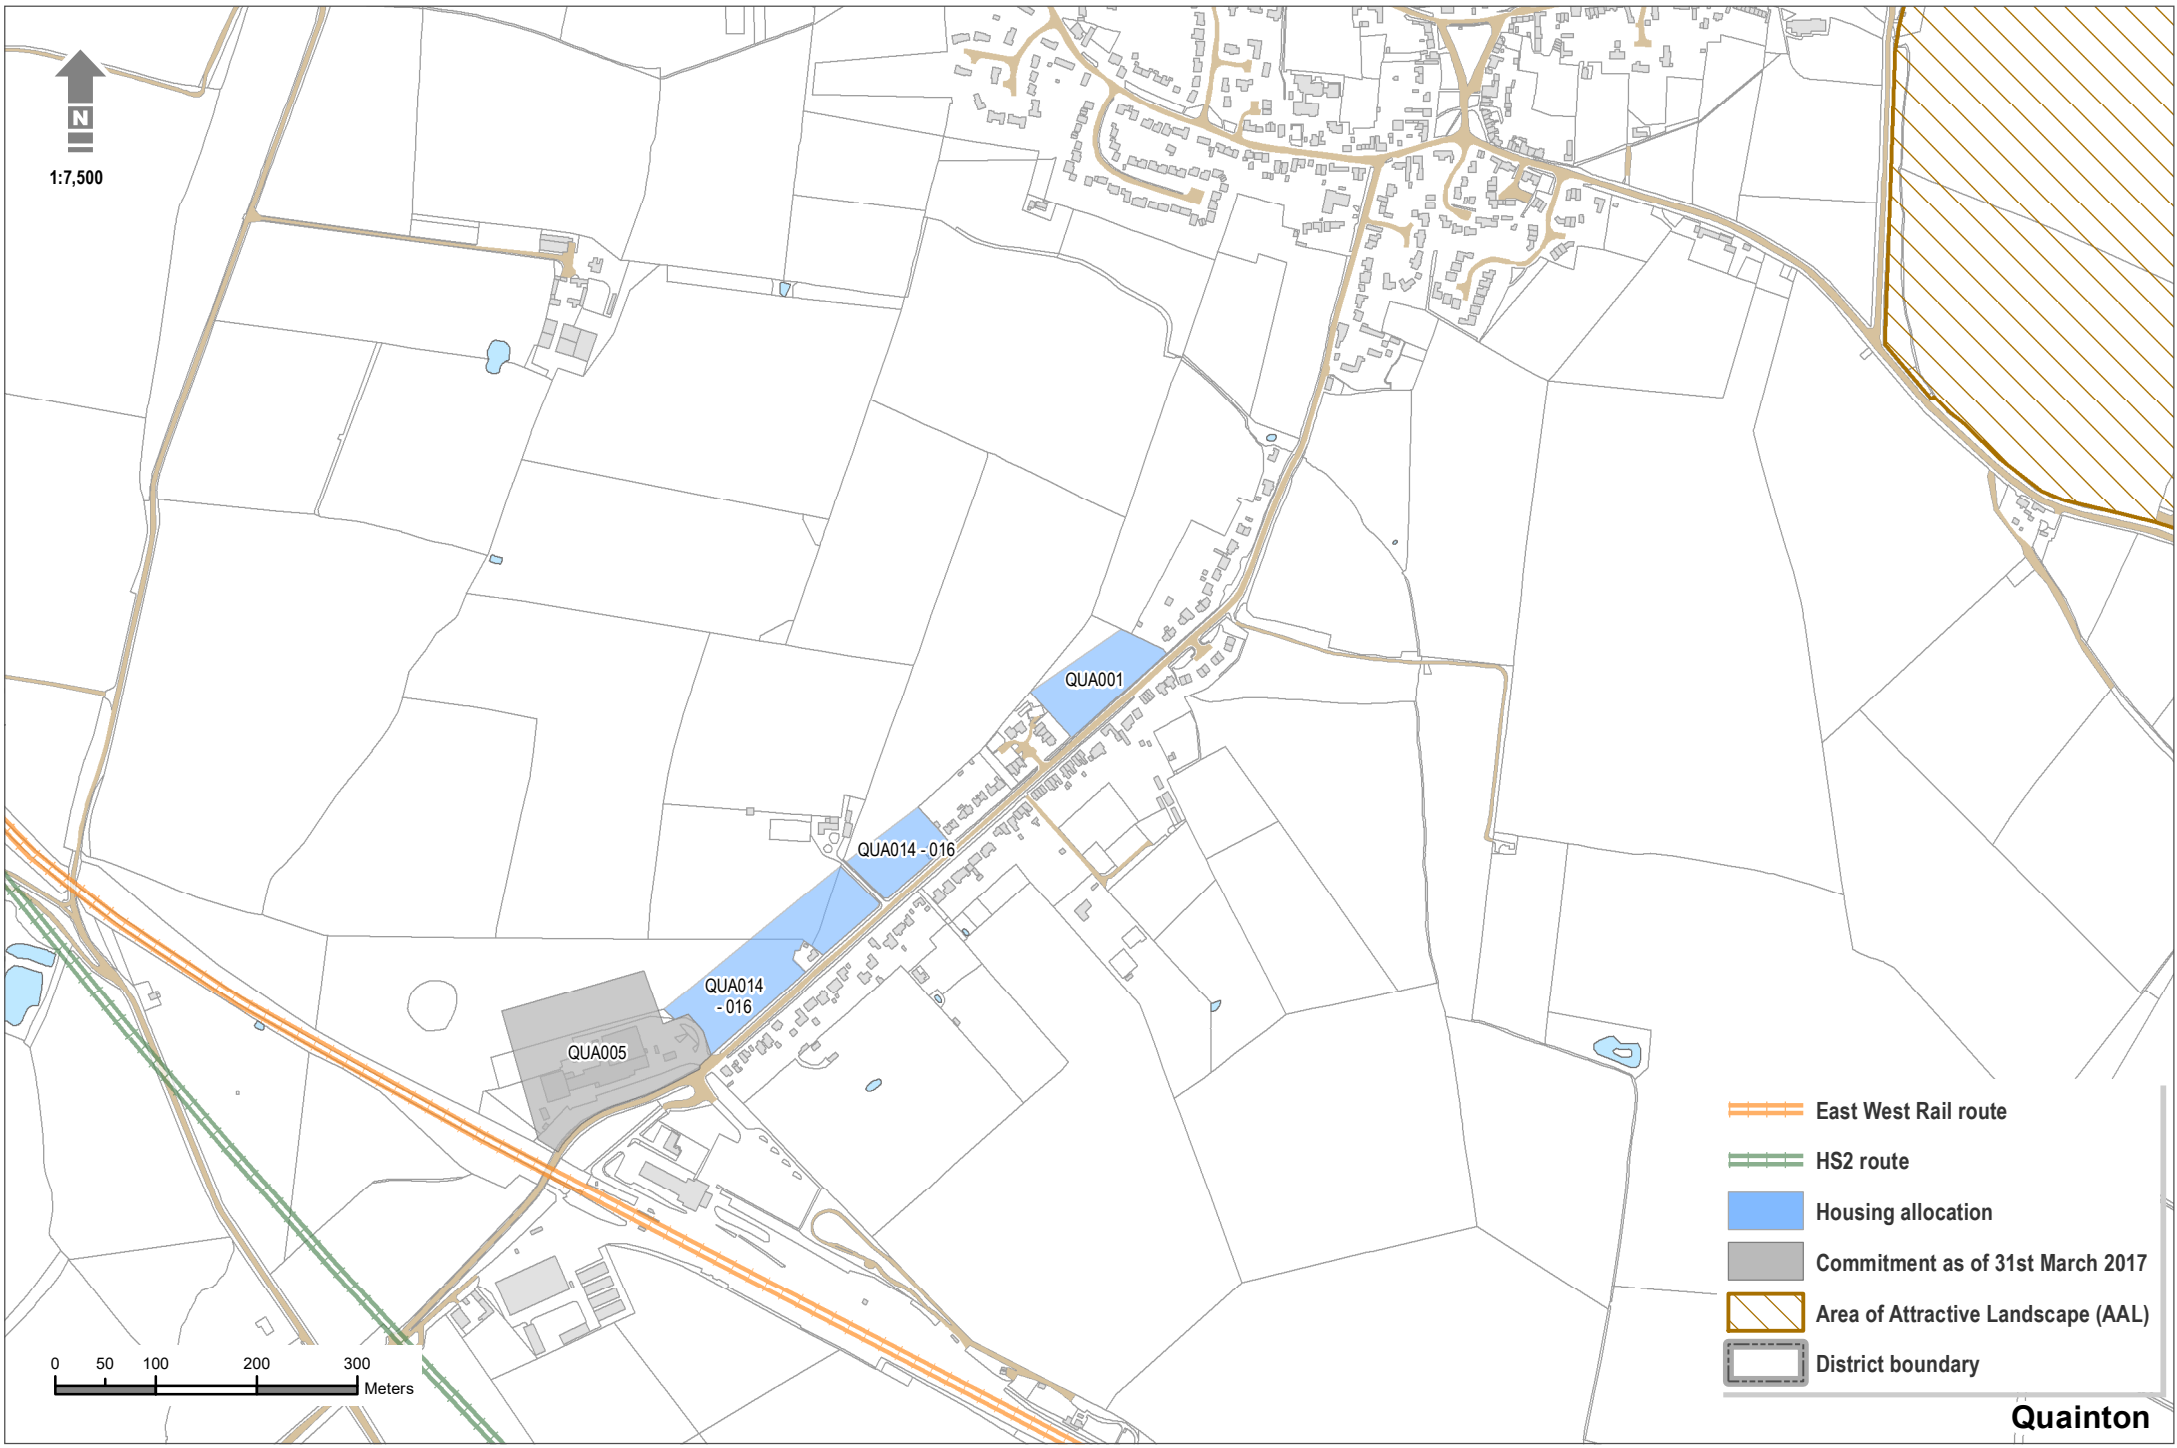 N
1:7,500
QUA001
QUA014 - 016
QUA014
- 016
QUA005
East West Rail route
HS2 route
Housing allocation
Commitment as of 31st March 2017
Area of Attractive Landscape (AAL)
District boundary
0 50 100 200 300
Meters
Quainton